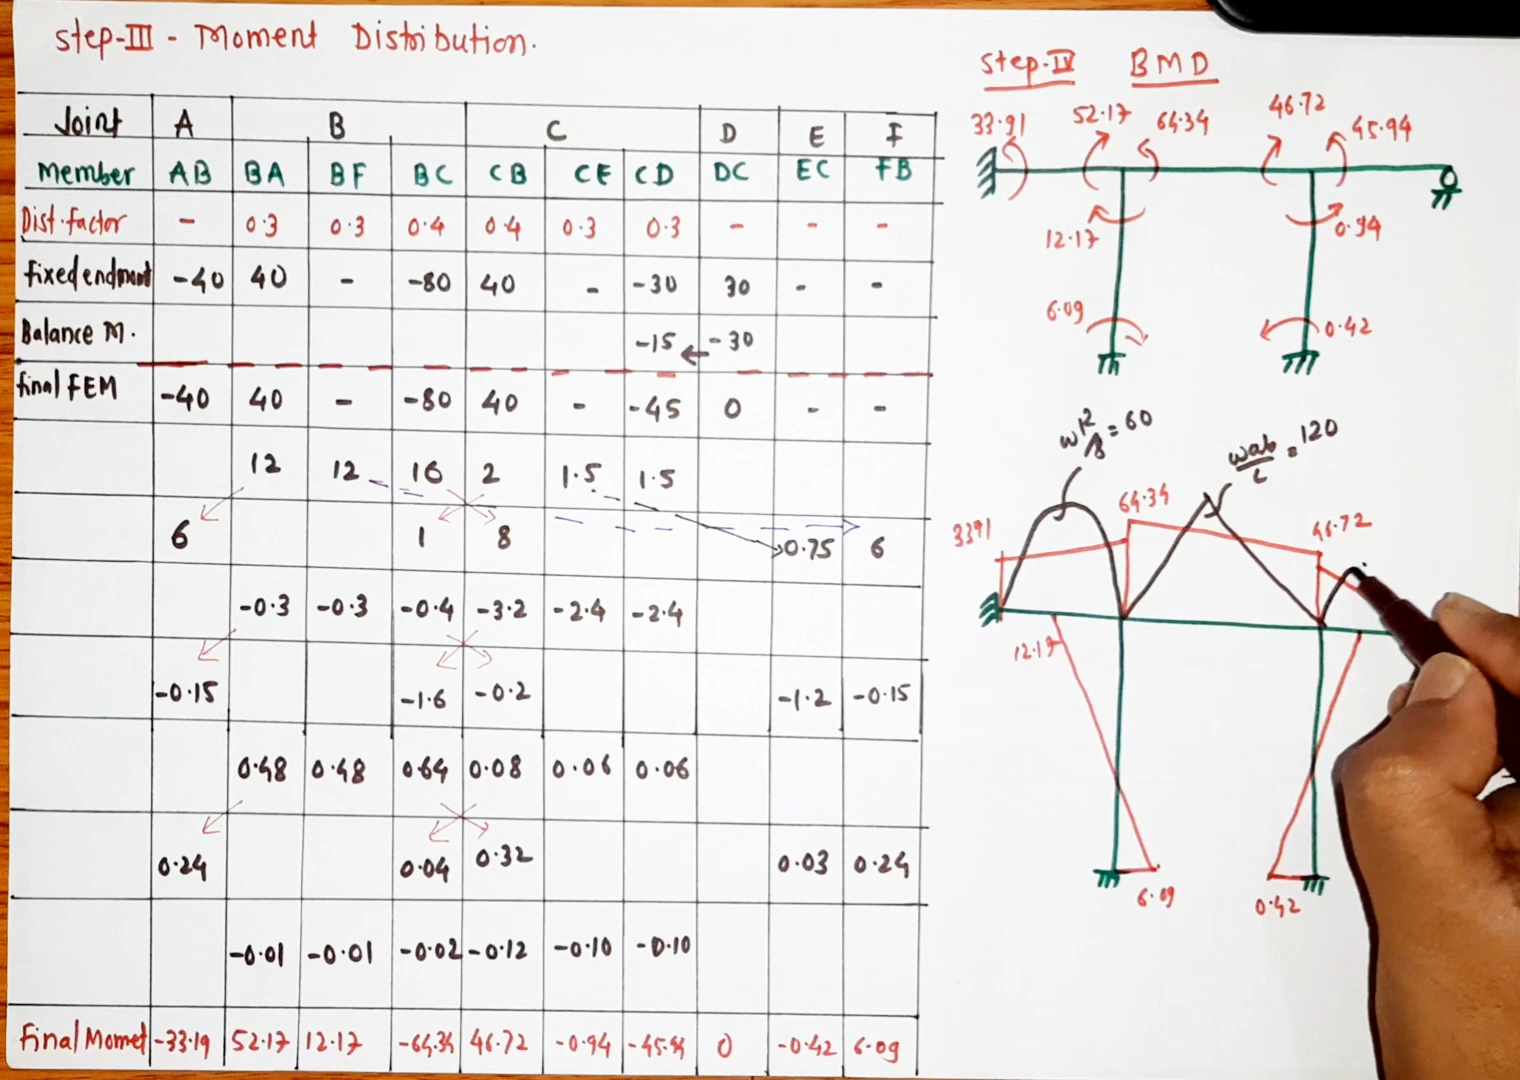 Step-III - Moment Distribution.
Joint A B C D E F
Member AB BA BF BC CB CE CD DC EC FB
Dist. factor - 0.3 0.3 0.4 0.4 0.3 0.3 - - -
fixed end -40 40 - -80 40 - -30 30 - -
Balance M. -15 -30
final FEM -40 40 - -80 40 - -45 0 - -
12 12 16 2 1.5 1.5
6 1 8 0.75 6
-0.3 -0.3 -0.4 -3.2 -2.4 -2.4
-0.15 -1.6 -0.2 -1.2 -0.15
0.48 0.48 0.64 0.08 0.06 0.06
0.24 0.04 0.32 0.03 0.24
-0.01 -0.01 -0.02 -0.12 -0.10 -0.10
Final Momet -33.19 52.17 12.17 -64.34 46.72 -0.94 -45.94 0 -0.42 6.09
Step-IV BMD
33.91 52.17 64.34 46.72 45.94
12.17 0.94
6.09 0.42
wl²/8 = 60
wab/L = 120
3391 64.34 46.72
12.17
6.09 0.42